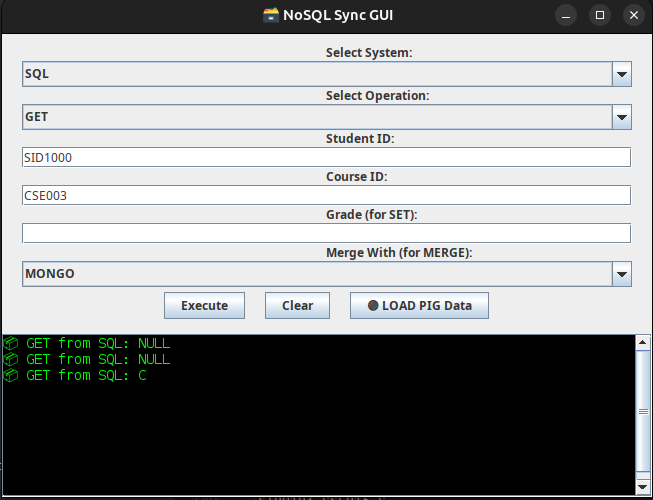 NoSQL Sync GUI
Select System:
SQL
Select Operation:
GET
Student ID:
SID1000
Course ID:
CSE003
Grade (for SET):
Merge With (for MERGE):
MONGO
Execute Clear LOAD PIG Data
GET from SQL: NULL
GET from SQL: NULL
GET from SQL: C